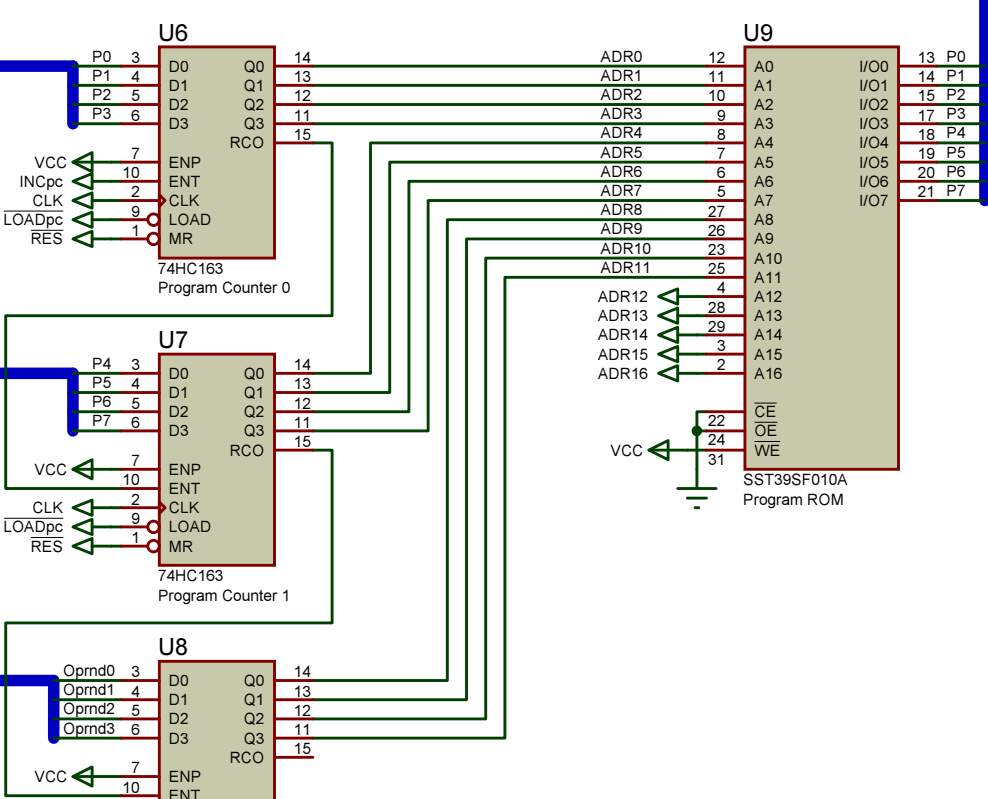 U6
P0 3 D0 Q0 14
P1 4 D1 Q1 13
P2 5 D2 Q2 12
P3 6 D3 Q3 11
RCO 15
VCC 7 ENP
INCpc 10 ENT
CLK 2 CLK
LOADpc 9 LOAD
RES 1 MR
74HC163
Program Counter 0
U7
P4 3 D0 Q0 14
P5 4 D1 Q1 13
P6 5 D2 Q2 12
P7 6 D3 Q3 11
RCO 15
VCC 7 ENP
10 ENT
CLK 2 CLK
LOADpc 9 LOAD
RES 1 MR
74HC163
Program Counter 1
U8
Oprnd0 3 D0 Q0 14
Oprnd1 4 D1 Q1 13
Oprnd2 5 D2 Q2 12
Oprnd3 6 D3 Q3 11
RCO 15
VCC 7 ENP
10 ENT
U9
ADR0 12 A0 I/O0 13 P0
ADR1 11 A1 I/O1 14 P1
ADR2 10 A2 I/O2 15 P2
ADR3 9 A3 I/O3 17 P3
ADR4 8 A4 I/O4 18 P4
ADR5 7 A5 I/O5 19 P5
ADR6 6 A6 I/O6 20 P6
ADR7 5 A7 I/O7 21 P7
ADR8 27 A8
ADR9 26 A9
ADR10 23 A10
ADR11 25 A11
ADR12 4 A12
ADR13 28 A13
ADR14 29 A14
ADR15 3 A15
ADR16 2 A16
22 CE
24 OE
VCC 31 WE
SST39SF010A
Program ROM